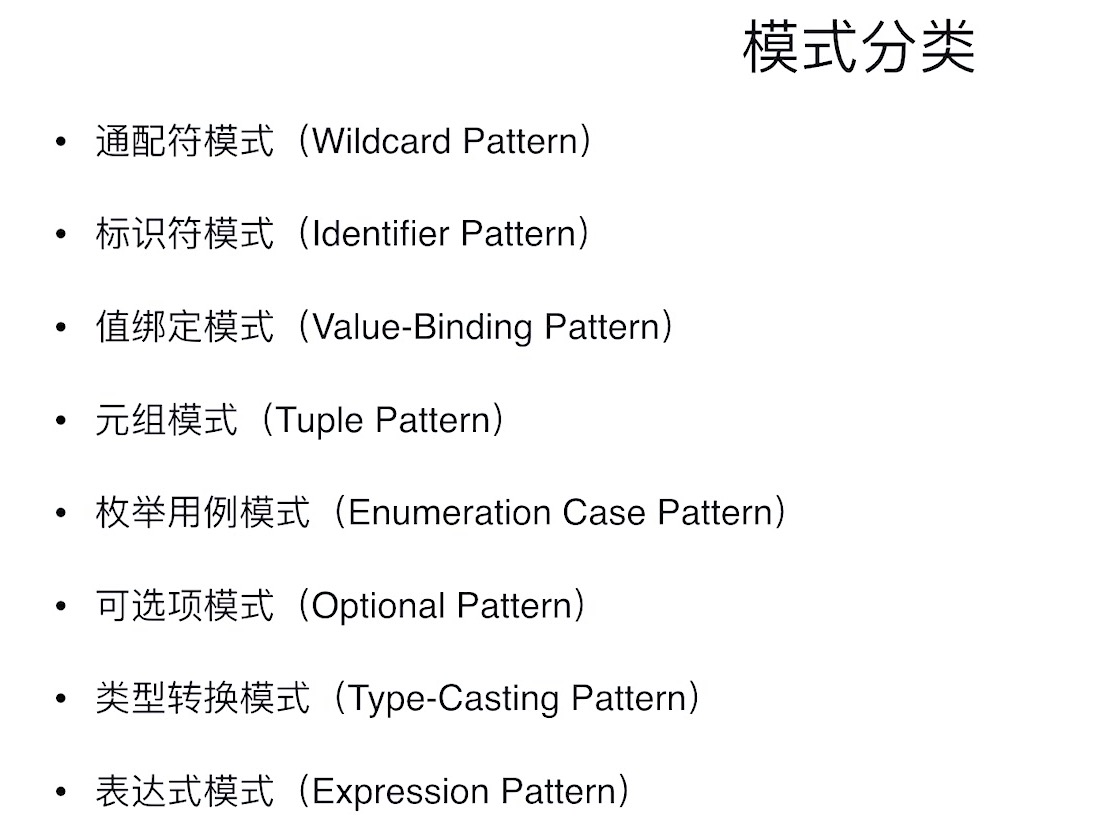 模式分类
• 通配符模式（Wildcard Pattern）
• 标识符模式（Identifier Pattern）
• 值绑定模式（Value-Binding Pattern）
• 元组模式（Tuple Pattern）
• 枚举用例模式（Enumeration Case Pattern）
• 可选项模式（Optional Pattern）
• 类型转换模式（Type-Casting Pattern）
• 表达式模式（Expression Pattern）